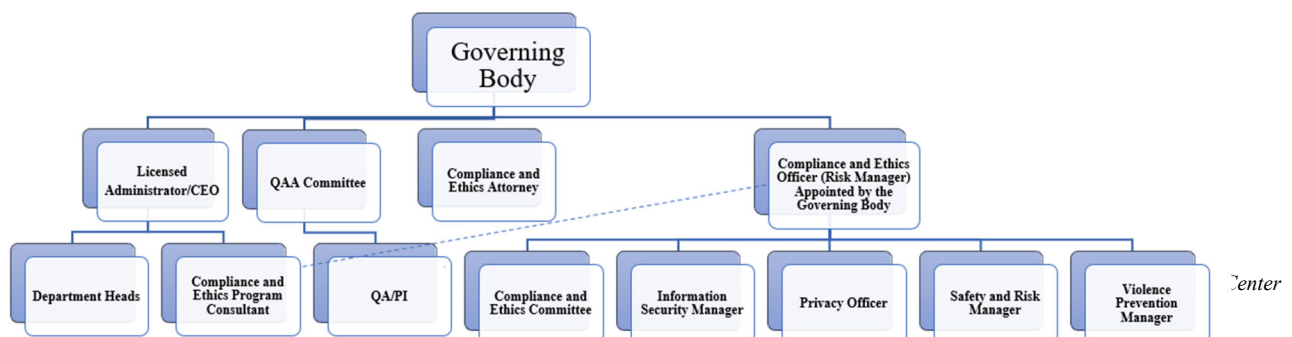 Governing
Body
Licensed
Administrator/CEO
QAA Committee
Compliance and
Ethics Attorney
Compliance and Ethics
Officer (Risk Manager)
Appointed by the
Governing Body
Department Heads
Compliance and
Ethics Program
Consultant
QA/PI
Compliance and
Ethics Committee
Information
Security Manager
Privacy Officer
Safety and Risk
Manager
Violence
Prevention
Manager
Center